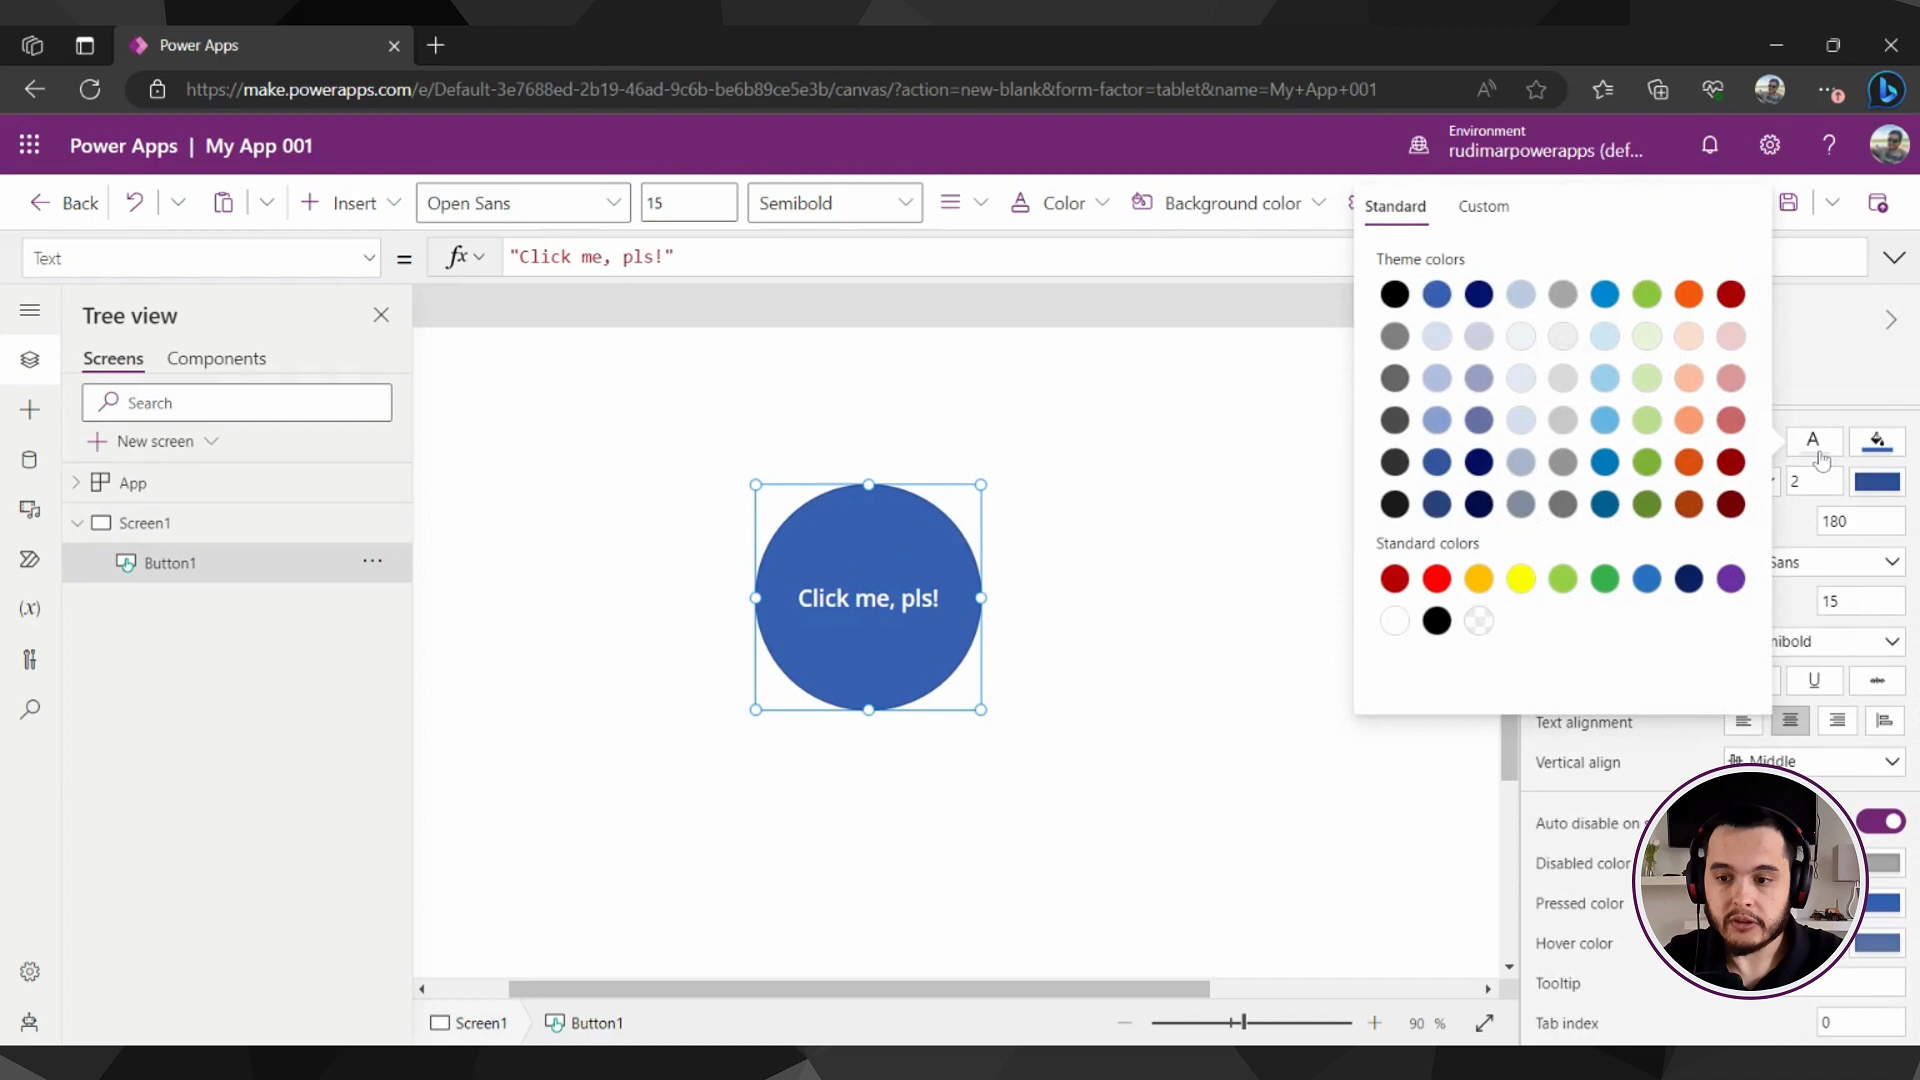 Power Apps
https://make.powerapps.com/e/Default-3e7688ed-2b19-46ad-9c6b-be6b89ce5e3b/canvas/?action=new-blank&form-factor=tablet&name=My+App+001
Power Apps | My App 001
Environment
rudimarpowerapps (def...
Back
Insert
Open Sans
15
Semibold
Color
Background color
Standard
Custom
Text
=
fx
"Click me, pls!"
Tree view
Screens
Components
Search
New screen
App
Screen1
Button1
Click me, pls!
Theme colors
Standard colors
A
2
180
Sans
15
U
abc
Text alignment
Vertical align
Middle
Auto disable on
Disabled color
Pressed color
Hover color
Tooltip
Tab index
0
Screen1
Button1
90 %